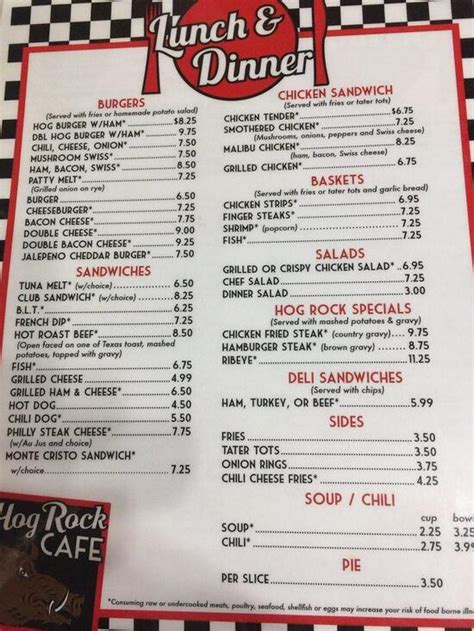 Lunch &
Dinner
BURGERS
(Served with fries or homemade potato salad)
HOG BURGER W/HAM* $8.25
DBL HOG BURGER W/HAM* 9.75
CHILI, CHEESE, ONION* 7.50
MUSHROOM SWISS* 7.50
HAM, BACON, SWISS* 8.50
PATTY MELT* 7.25
(Grilled onion on rye)
BURGER 6.50
CHEESEBURGER* 7.25
BACON CHEESE* 7.75
DOUBLE CHEESE* 9.00
DOUBLE BACON CHEESE* 9.25
JALEPENO CHEDDAR BURGER* 7.50
SANDWICHES
TUNA MELT* (w/choice) 6.50
CLUB SANDWICH* (w/choice) 8.25
B.L.T.* 6.25
FRENCH DIP* 7.25
HOT ROAST BEEF* 8.50
(Open faced on one of Texas toast, mashed
potatoes, topped with gravy)
FISH* 6.75
GRILLED CHEESE 4.99
GRILLED HAM & CHEESE* 6.50
HOT DOG 4.50
CHILI DOG* 5.50
PHILLY STEAK CHEESE* 7.75
(w/Au Jus and choice)
MONTE CRISTO SANDWICH*
w/choice 7.25
Hog Rock
CAFE
CHICKEN SANDWICH
(Served with fries or tater tots)
CHICKEN TENDER* $6.75
SMOTHERED CHICKEN* 7.25
(Mushrooms, onions, peppers and Swiss cheese)
MALIBU CHICKEN* 8.25
(ham, bacon, Swiss cheese)
GRILLED CHICKEN* 6.75
BASKETS
(Served with fries or tater tots and garlic bread)
CHICKEN STRIPS* 6.95
FINGER STEAKS* 7.25
SHRIMP* (popcorn) 7.25
FISH* 7.25
SALADS
GRILLED OR CRISPY CHICKEN SALAD* 6.95
CHEF SALAD 7.25
DINNER SALAD 3.00
HOG ROCK SPECIALS
(Served with mashed potatoes & gravy)
CHICKEN FRIED STEAK* (country gravy) 9.75
HAMBURGER STEAK* (brown gravy) 8.75
RIBEYE* 11.25
DELI SANDWICHES
(Served with chips)
HAM, TURKEY, OR BEEF* 5.99
SIDES
FRIES 3.50
TATER TOTS 3.50
ONION RINGS 3.75
CHILI CHEESE FRIES* 4.25
SOUP / CHILI
cup bowl
SOUP* 2.25 3.25
CHILI* 2.75 3.9
PIE
PER SLICE 3.50
*Consuming raw or undercooked meats, poultry, seafood, shellfish or eggs may increase your risk of food borne illn